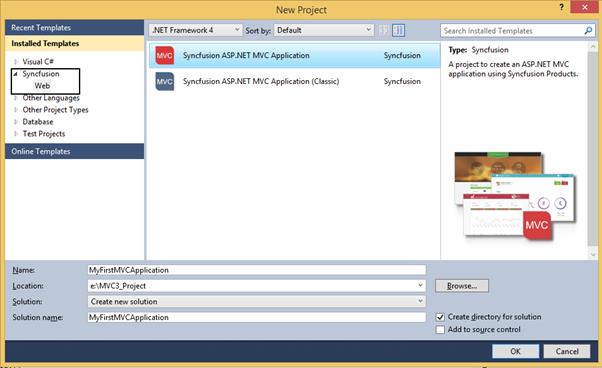 New Project
Recent Templates
.NET Framework 4 Sort by: Default
Search Installed Templates
Installed Templates
Visual C#
Syncfusion
Web
Other Languages
Other Project Types
Database
Test Projects
Online Templates
MVC Syncfusion ASP.NET MVC Application Syncfusion
MVC Syncfusion ASP.NET MVC Application (Classic) Syncfusion
Type: Syncfusion
A project to create an ASP.NET MVC
application using Syncfusion Products.
MVC
Name: MyFirstMVCApplication
Location: e:\MVC3_Project Browse...
Solution: Create new solution
Solution name: MyFirstMVCApplication
Create directory for solution
Add to source control
OK Cancel